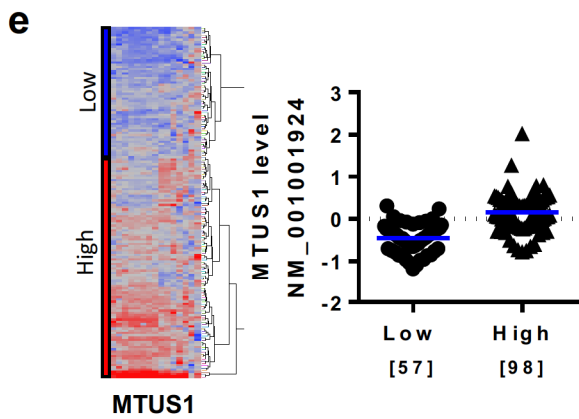 e
Low
High
MTUS1
MTUS1 level
NM_001001924
3
2
1
0
-1
-2
Low
High
[57]
[98]